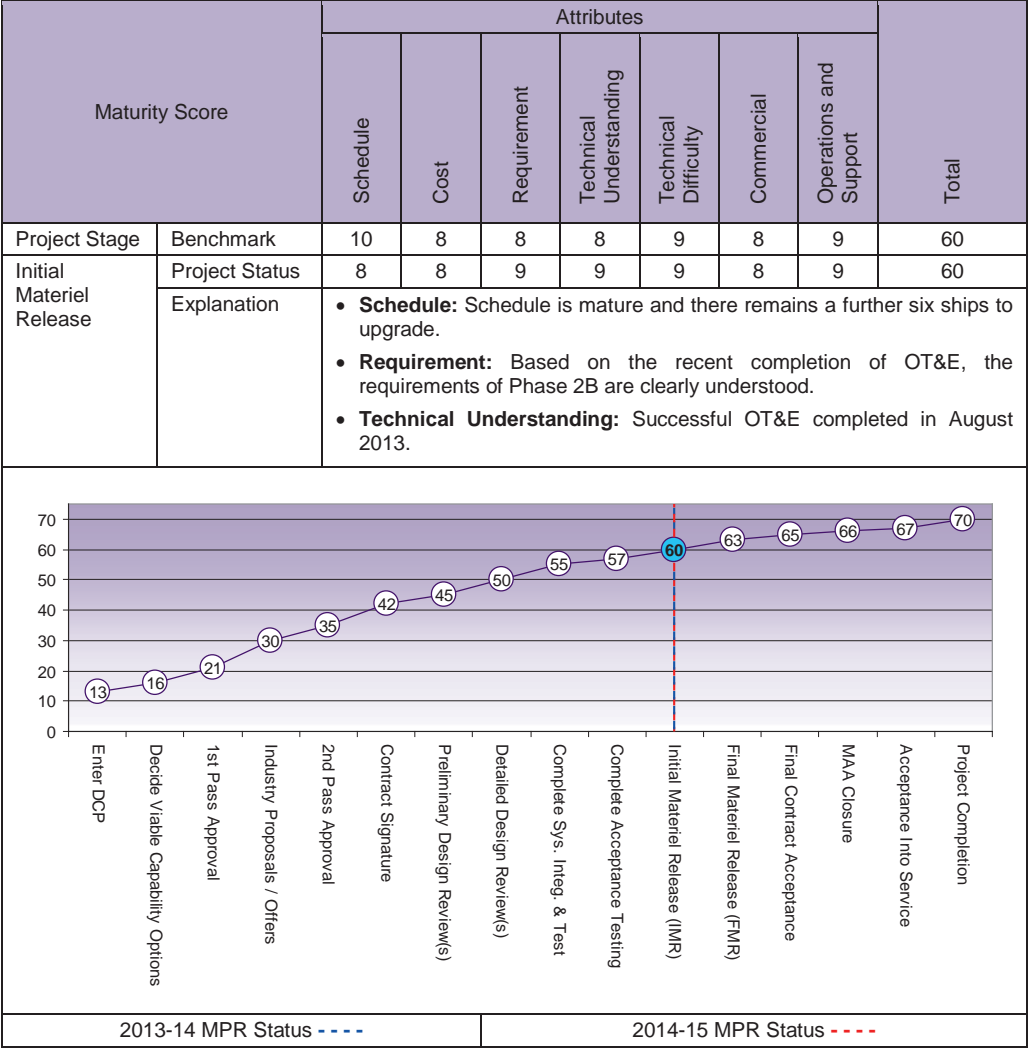 Maturity Score
Attributes
Schedule
Cost
Requirement
Technical
Understanding
Technical
Difficulty
Commercial
Operations and
Support
Total
Project Stage Benchmark 10 8 8 8 9 8 9 60
Initial
Materiel
Release
Project Status 8 8 9 9 9 8 9 60
Explanation
• Schedule: Schedule is mature and there remains a further six ships to
upgrade.
• Requirement: Based on the recent completion of OT&E, the
requirements of Phase 2B are clearly understood.
• Technical Understanding: Successful OT&E completed in August
2013.
70
60
50
40
30
20
10
0
13
16
21
30
35
42
45
50
55
57
60
63
65
66
67
70
Enter DCP
Decide Viable Capability Options
1st Pass Approval
Industry Proposals / Offers
2nd Pass Approval
Contract Signature
Preliminary Design Review(s)
Detailed Design Review(s)
Complete Sys. Integ. & Test
Complete Acceptance Testing
Initial Materiel Release (IMR)
Final Materiel Release (FMR)
Final Contract Acceptance
MAA Closure
Acceptance Into Service
Project Completion
2013-14 MPR Status - - - -
2014-15 MPR Status - - - -